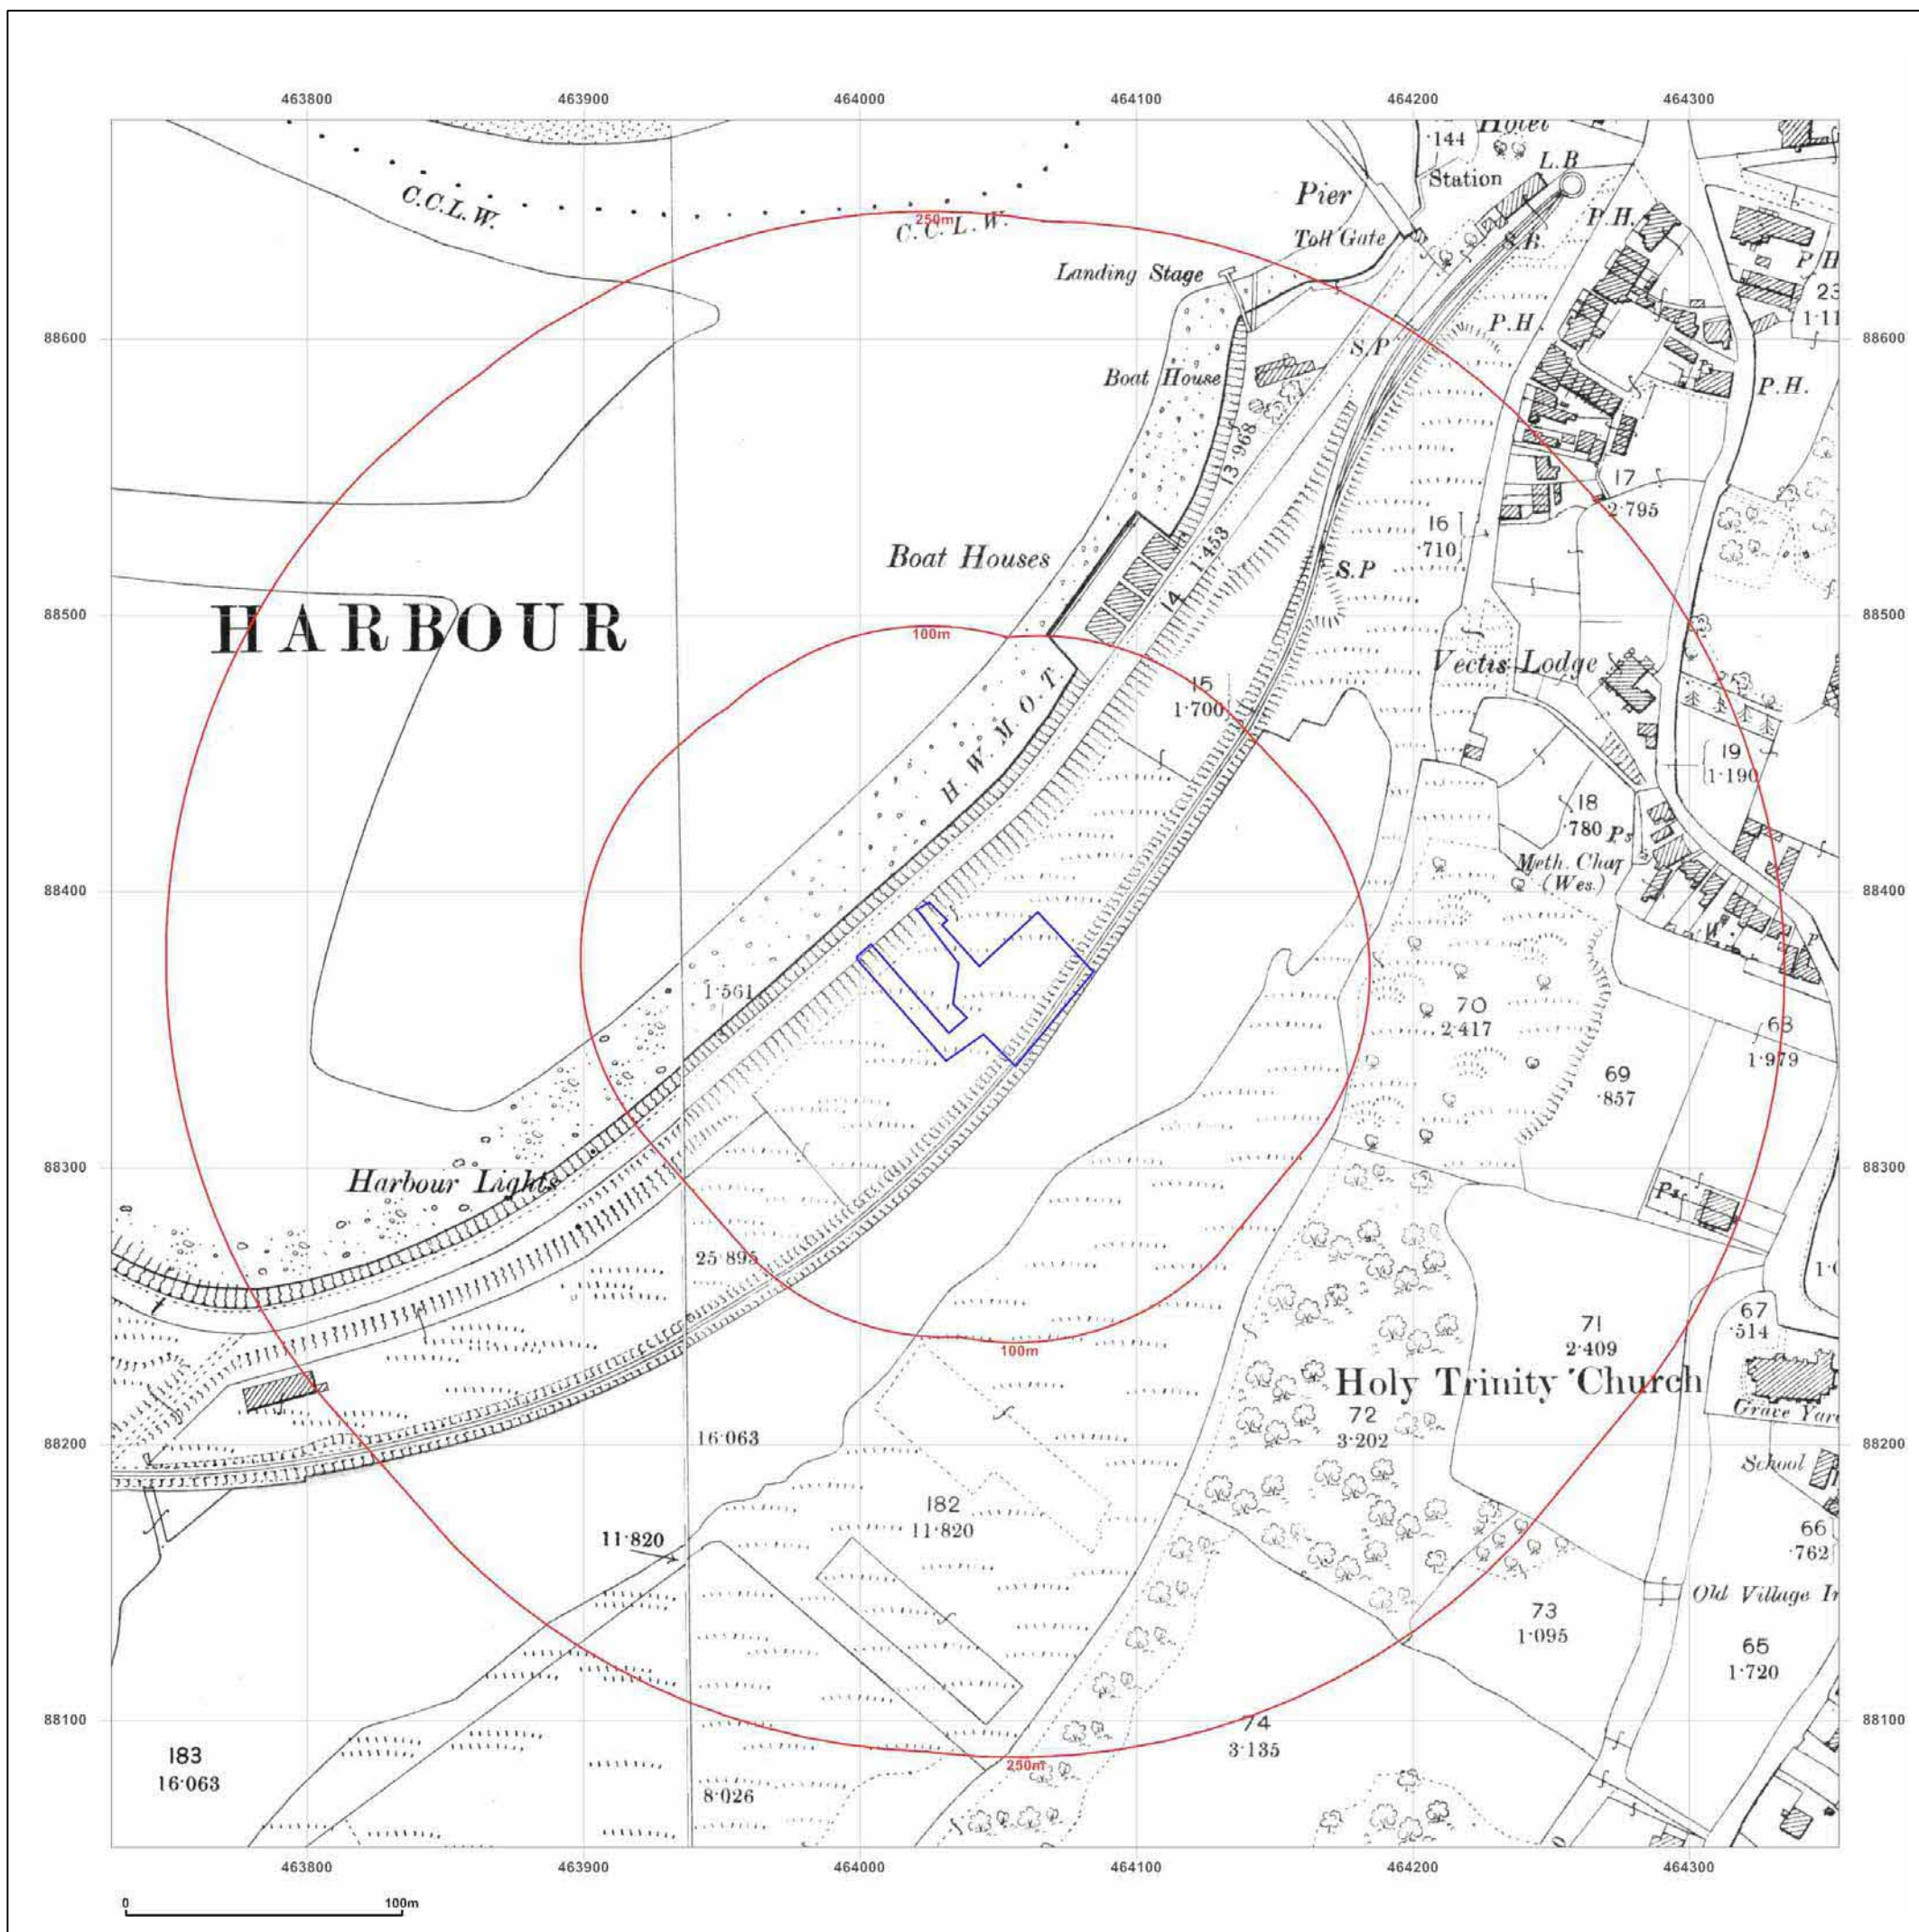 463800 463900 464000 464100 464200 464300
·144
Hotel
L.B
Station
C.C.L.W.
250m
C.C.L.W.
Pier
P.H.
Toll Gate
S.B.
P.H
Landing Stage
23
1·11
88600
P.H.
S.P
88600
Boat House
P.H.
13·968
17
2·795
16
·710
Boat Houses
1·453
S.P
14
88500
HARBOUR
88500
100m
Vectis Lodge
15
1·700
H.W.M.O.T.
19
1·190
18
·780
Ps
Meth. Chap
(Wes.)
88400
88400
W.
P
1·561
70
2·417
63
1·979
69
·857
88300
Harbour Lights
88300
Ps
25·895
67
·514
71
2·409
100m
Holy Trinity Church
72
3·202
Grave Yard
88200
16·063
88200
School
182
11·820
66
·762
11·820
Old Village In
73
1·095
65
1·720
88100
74
3·135
88100
183
16·063
250m
8·026
463800 463900 464000 464100 464200 464300
0 100m